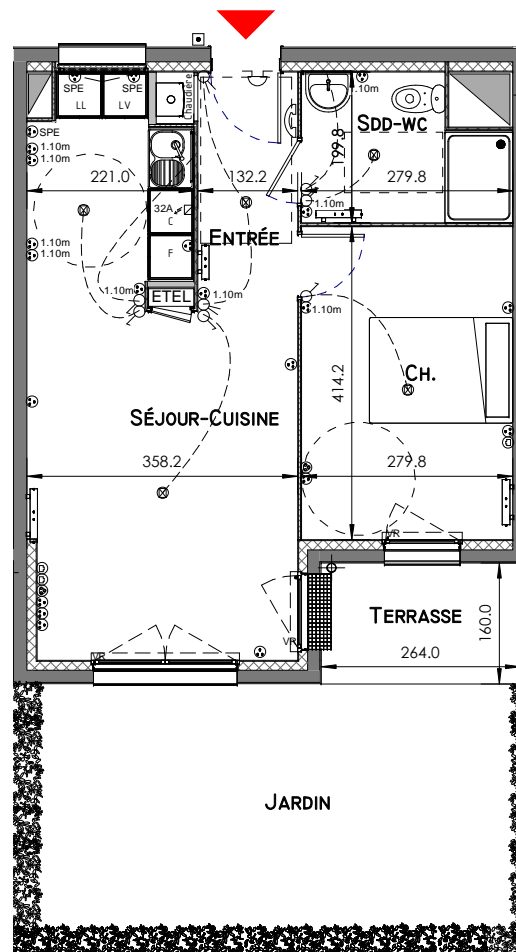 SPE
SPE
LL
LV
Chaudière
SPE
1.10m
1.10m
1.10m
SDD-WC
199.8
221.0
132.2
279.8
32A
C
1.10m
ENTRÉE
1.10m
1.10m
F
1.10m
ETEL
1.10m
1.10m
CH.
414.2
SÉJOUR-CUISINE
358.2
279.8
VR
TERRASSE
160.0
VR
264.0
VR
JARDIN